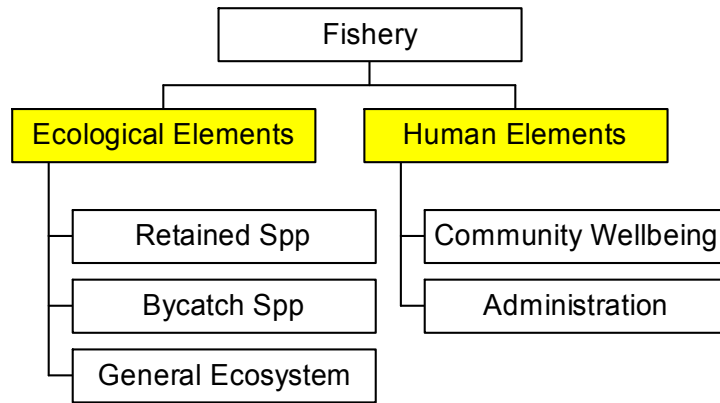 Fishery
Ecological Elements
Human Elements
Retained Spp
Community Wellbeing
Bycatch Spp
Administration
General Ecosystem